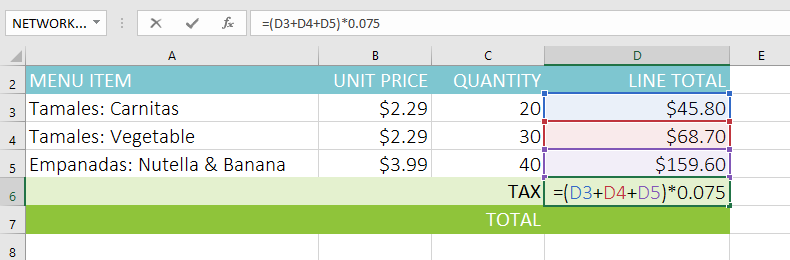 NETWORK... =(D3+D4+D5)*0.075
A B C D E
2 MENU ITEM UNIT PRICE QUANTITY LINE TOTAL
3 Tamales: Carnitas $2.29 20 $45.80
4 Tamales: Vegetable $2.29 30 $68.70
5 Empanadas: Nutella & Banana $3.99 40 $159.60
6 TAX =(D3+D4+D5)*0.075
7 TOTAL
8